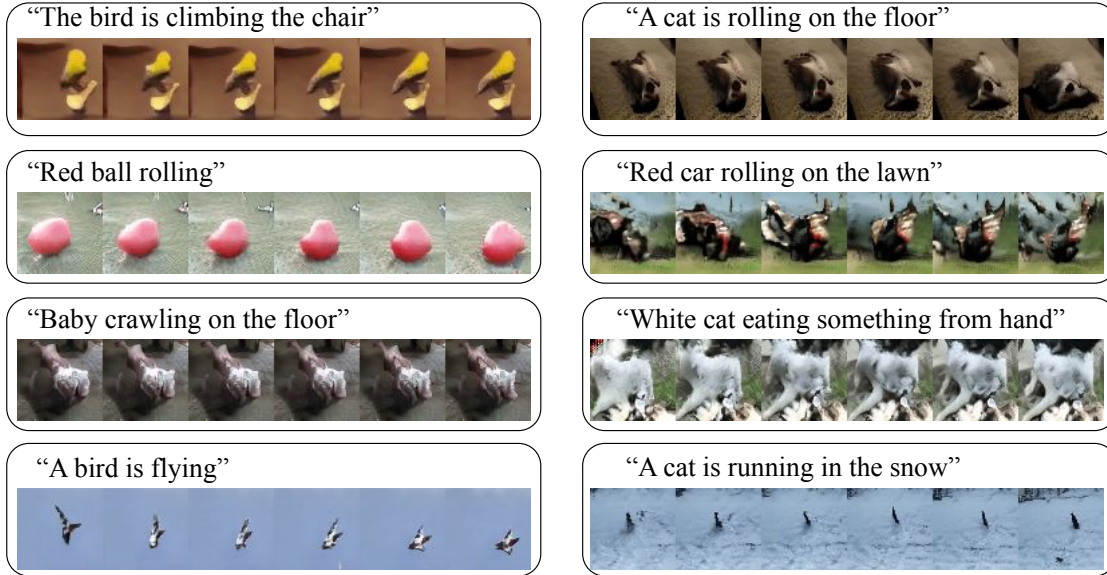 “The bird is climbing the chair”
“A cat is rolling on the floor”
“Red ball rolling”
“Red car rolling on the lawn”
“Baby crawling on the floor”
“White cat eating something from hand”
“A bird is flying”
“A cat is running in the snow”